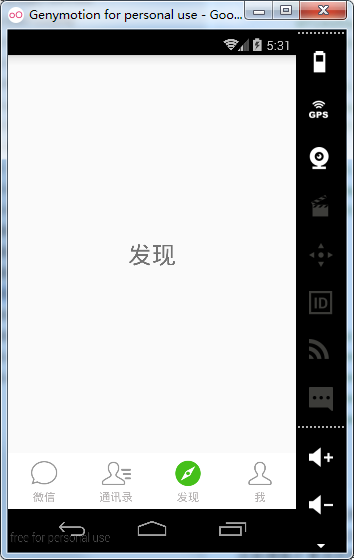 Genymotion for personal use - Goo...
5:31
GPS
发现
ID
微信
通讯录
发现
我
free for personal use